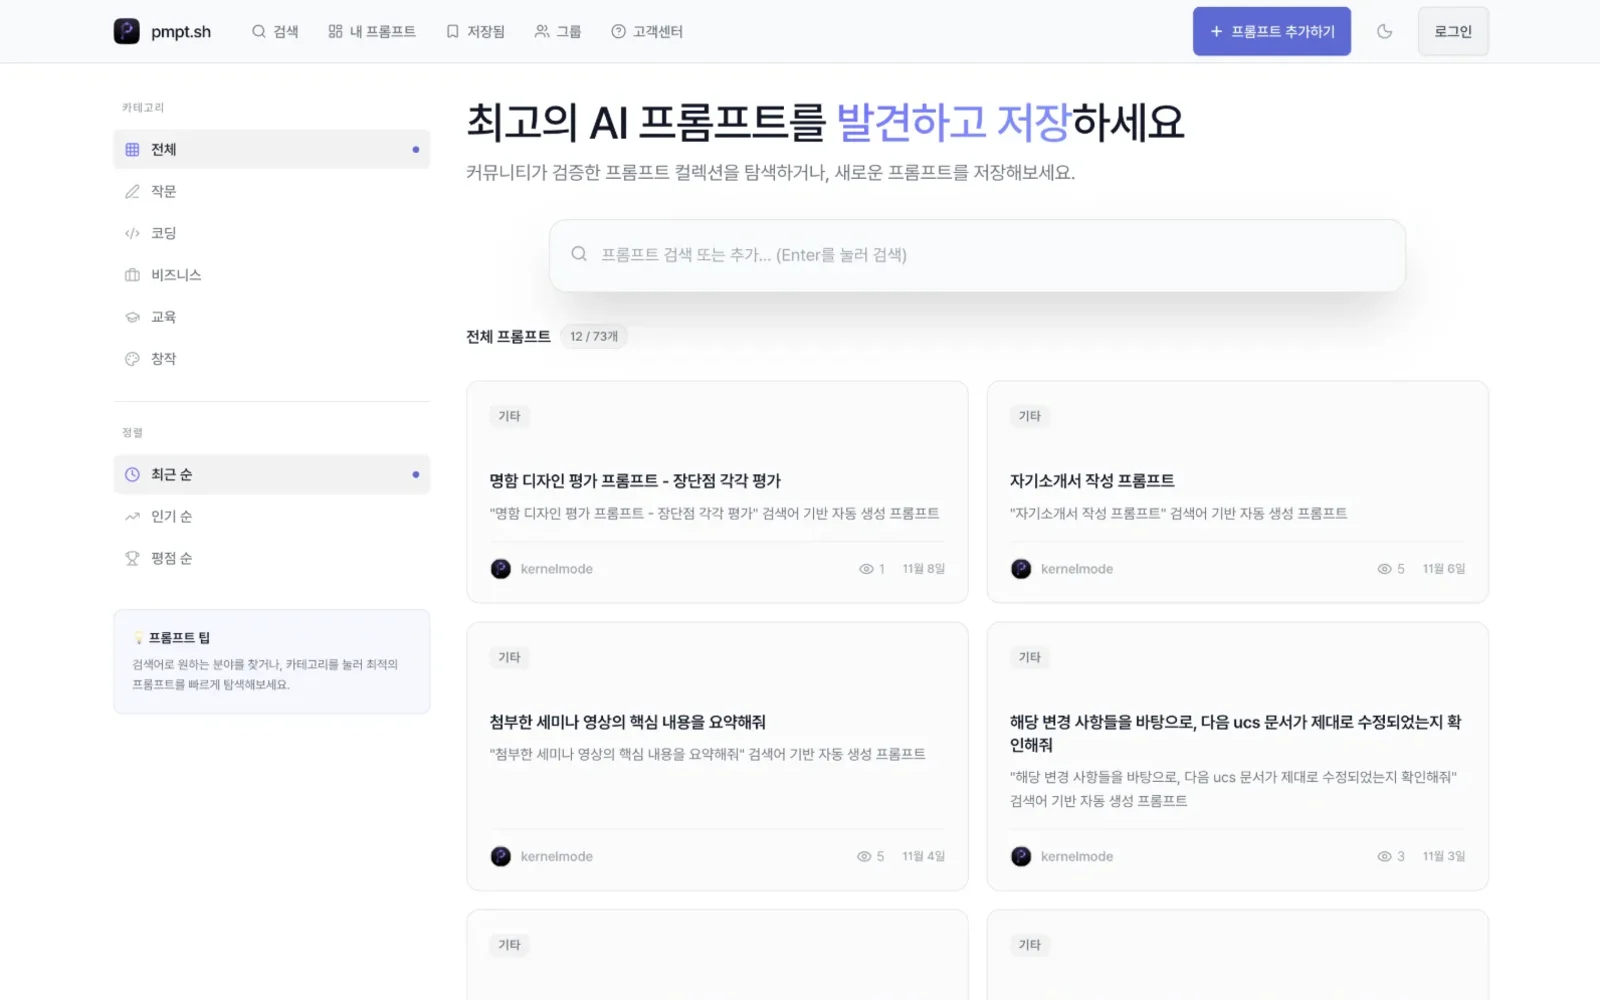 pmpt.sh
검색
내 프롬프트
저장됨
그룹
고객센터
+ 프롬프트 추가하기
로그인
카테고리
전체
작문
코딩
비즈니스
교육
창작
정렬
최근 순
인기 순
평점 순
프롬프트 팁
검색어로 원하는 분야를 찾거나, 카테고리를 눌러 최적의
프롬프트를 빠르게 탐색해보세요.
최고의 AI 프롬프트를 발견하고 저장하세요
커뮤니티가 검증한 프롬프트 컬렉션을 탐색하거나, 새로운 프롬프트를 저장해보세요.
프롬프트 검색 또는 추가... (Enter를 눌러 검색)
전체 프롬프트 12 / 73개
기타
명함 디자인 평가 프롬프트 - 장단점 각각 평가
"명함 디자인 평가 프롬프트 - 장단점 각각 평가" 검색어 기반 자동 생성 프롬프트
kernelmode 1 11월 8일
기타
자기소개서 작성 프롬프트
"자기소개서 작성 프롬프트" 검색어 기반 자동 생성 프롬프트
kernelmode 5 11월 6일
기타
첨부한 세미나 영상의 핵심 내용을 요약해줘
"첨부한 세미나 영상의 핵심 내용을 요약해줘" 검색어 기반 자동 생성 프롬프트
kernelmode 5 11월 4일
기타
해당 변경 사항들을 바탕으로, 다음 ucs 문서가 제대로 수정되었는지 확
인해줘
"해당 변경 사항들을 바탕으로, 다음 ucs 문서가 제대로 수정되었는지 확인해줘"
검색어 기반 자동 생성 프롬프트
kernelmode 3 11월 3일
기타
기타